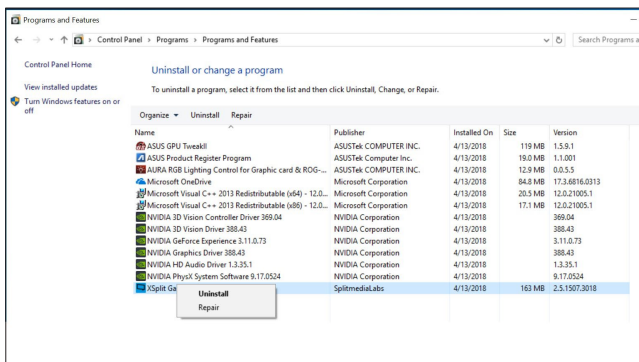 Programs and Features
Control Panel > Programs > Programs and Features
Search Programs a
Control Panel Home
View installed updates
Turn Windows features on or
off
Uninstall or change a program
To uninstall a program, select it from the list and then click Uninstall, Change, or Repair.
Organize Uninstall Repair
Name Publisher Installed On Size Version
ASUS GPU TweakII ASUSTek COMPUTER INC. 4/13/2018 119 MB 1.5.9.1
ASUS Product Register Program ASUSTek Computer Inc. 4/13/2018 19.0 MB 1.1.001
AURA RGB Lighting Control for Graphic card & ROG-... ASUSTek COMPUTER INC. 4/13/2018 12.9 MB 0.0.5.5
Microsoft OneDrive Microsoft Corporation 4/13/2018 84.8 MB 17.3.6816.0313
Microsoft Visual C++ 2013 Redistributable (x64) - 12.0... Microsoft Corporation 4/13/2018 20.5 MB 12.0.21005.1
Microsoft Visual C++ 2013 Redistributable (x86) - 12.0... Microsoft Corporation 4/13/2018 17.1 MB 12.0.21005.1
NVIDIA 3D Vision Controller Driver 369.04 NVIDIA Corporation 4/13/2018 369.04
NVIDIA 3D Vision Driver 388.43 NVIDIA Corporation 4/13/2018 388.43
NVIDIA GeForce Experience 3.11.0.73 NVIDIA Corporation 4/13/2018 3.11.0.73
NVIDIA Graphics Driver 388.43 NVIDIA Corporation 4/13/2018 388.43
NVIDIA HD Audio Driver 1.3.35.1 NVIDIA Corporation 4/13/2018 1.3.35.1
NVIDIA PhysX System Software 9.17.0524 NVIDIA Corporation 4/13/2018 9.17.0524
XSplit Ga SplitmediaLabs 4/13/2018 163 MB 2.5.1507.3018
Uninstall
Repair